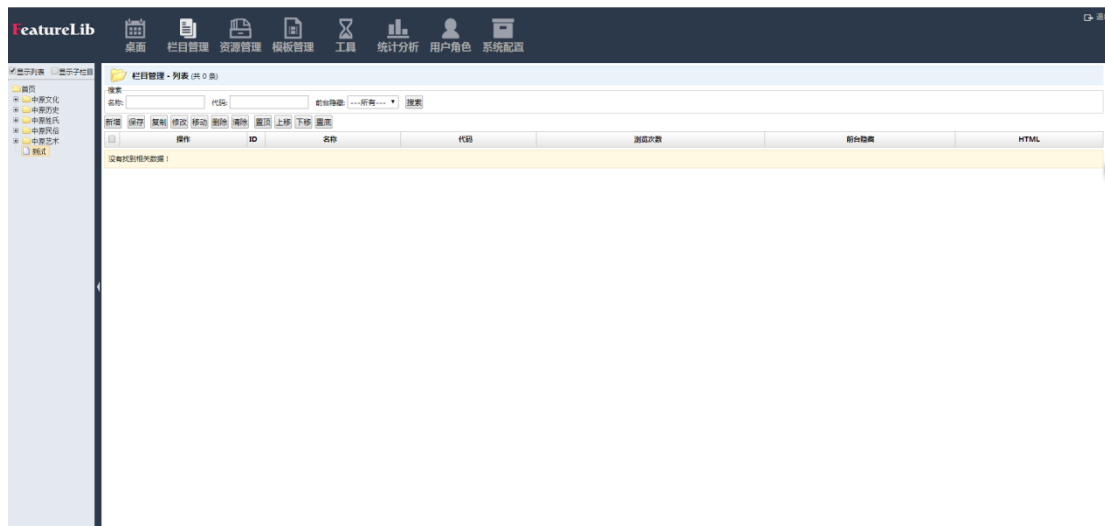 FeatureLib
桌面 栏目管理 资源管理 模板管理 工具 统计分析 用户角色 系统配置
显示列表 显示子栏目
首页
中原文化
中原历史
中原姓氏
中原民俗
中原艺术
测试
栏目管理 - 列表 (共 0 条)
搜索
名称: 代码: 前台隐藏: ---所有--- 搜索
新增 保存 复制 修改 移动 删除 清除 置顶 上移 下移 置底
操作 ID 名称 代码 浏览次数 前台隐藏 HTML
没有找到相关数据！